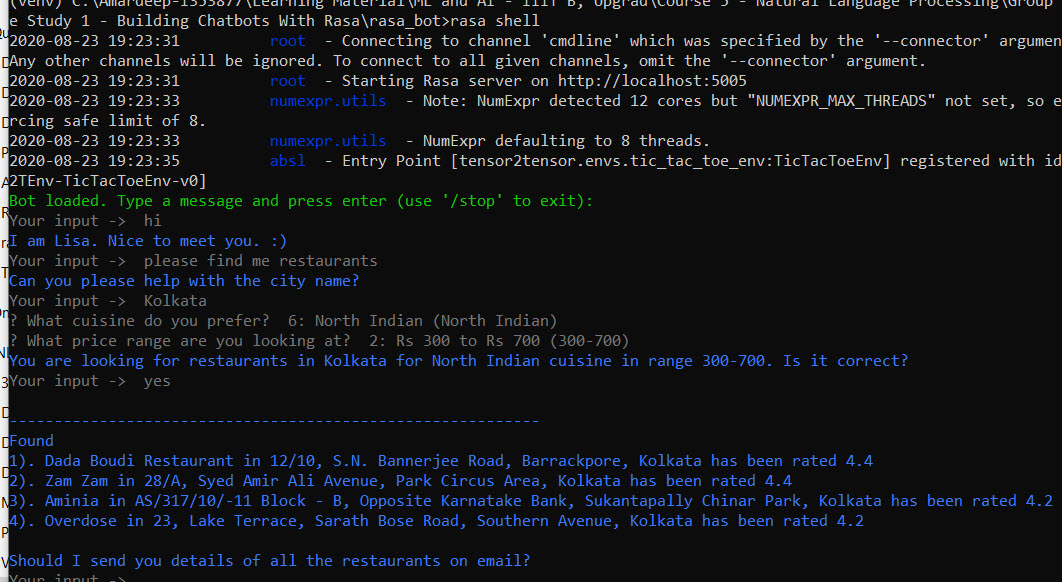 (venv) C:\Amardeep-1353877\Learning Material\ML and AI - IIIT B, Upgrad\Course 5 - Natural Language Processing\Group
e Study 1 - Building Chatbots With Rasa\rasa_bot>rasa shell
2020-08-23 19:23:31 root - Connecting to channel 'cmdline' which was specified by the '--connector' argumen
Any other channels will be ignored. To connect to all given channels, omit the '--connector' argument.
2020-08-23 19:23:31 root - Starting Rasa server on http://localhost:5005
2020-08-23 19:23:33 numexpr.utils - Note: NumExpr detected 12 cores but "NUMEXPR_MAX_THREADS" not set, so e
rcing safe limit of 8.
2020-08-23 19:23:33 numexpr.utils - NumExpr defaulting to 8 threads.
2020-08-23 19:23:35 absl - Entry Point [tensor2tensor.envs.tic_tac_toe_env:TicTacToeEnv] registered with id
2TEnv-TicTacToeEnv-v0]
Bot loaded. Type a message and press enter (use '/stop' to exit):
Your input -> hi
I am Lisa. Nice to meet you. :)
Your input -> please find me restaurants
Can you please help with the city name?
Your input -> Kolkata
? What cuisine do you prefer? 6: North Indian (North Indian)
? What price range are you looking at? 2: Rs 300 to Rs 700 (300-700)
You are looking for restaurants in Kolkata for North Indian cuisine in range 300-700. Is it correct?
Your input -> yes
-----------------------------------------------------------
Found
1). Dada Boudi Restaurant in 12/10, S.N. Bannerjee Road, Barrackpore, Kolkata has been rated 4.4
2). Zam Zam in 28/A, Syed Amir Ali Avenue, Park Circus Area, Kolkata has been rated 4.4
3). Aminia in AS/317/10/-11 Block - B, Opposite Karnatake Bank, Sukantapally Chinar Park, Kolkata has been rated 4.2
4). Overdose in 23, Lake Terrace, Sarath Bose Road, Southern Avenue, Kolkata has been rated 4.2
Should I send you details of all the restaurants on email?
Your input ->